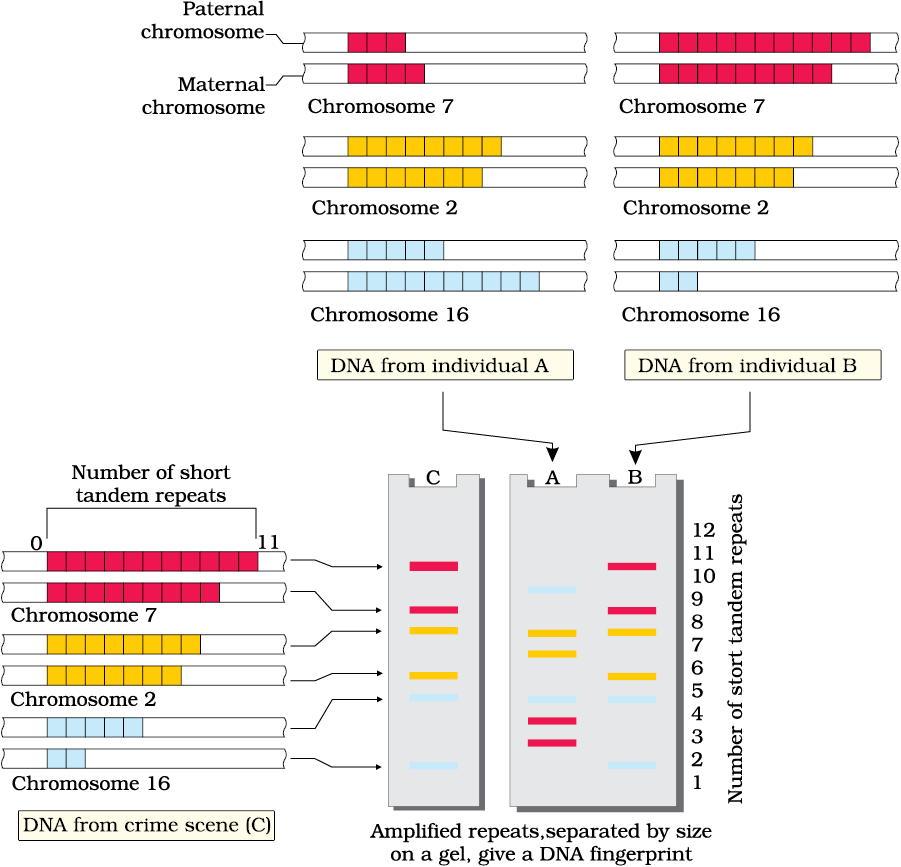 Paternal
chromosome
Maternal
chromosome
Chromosome 7
Chromosome 7
Chromosome 2
Chromosome 2
Chromosome 16
Chromosome 16
DNA from individual A
DNA from individual B
Number of short
tandem repeats
0
11
Chromosome 7
Chromosome 2
Chromosome 16
DNA from crime scene (C)
C
A
B
12
11
10
9
8
7
6
5
4
3
2
1
Number of stort tandem repeats
Amplified repeats,separated by size
on a gel, give a DNA fingerprint